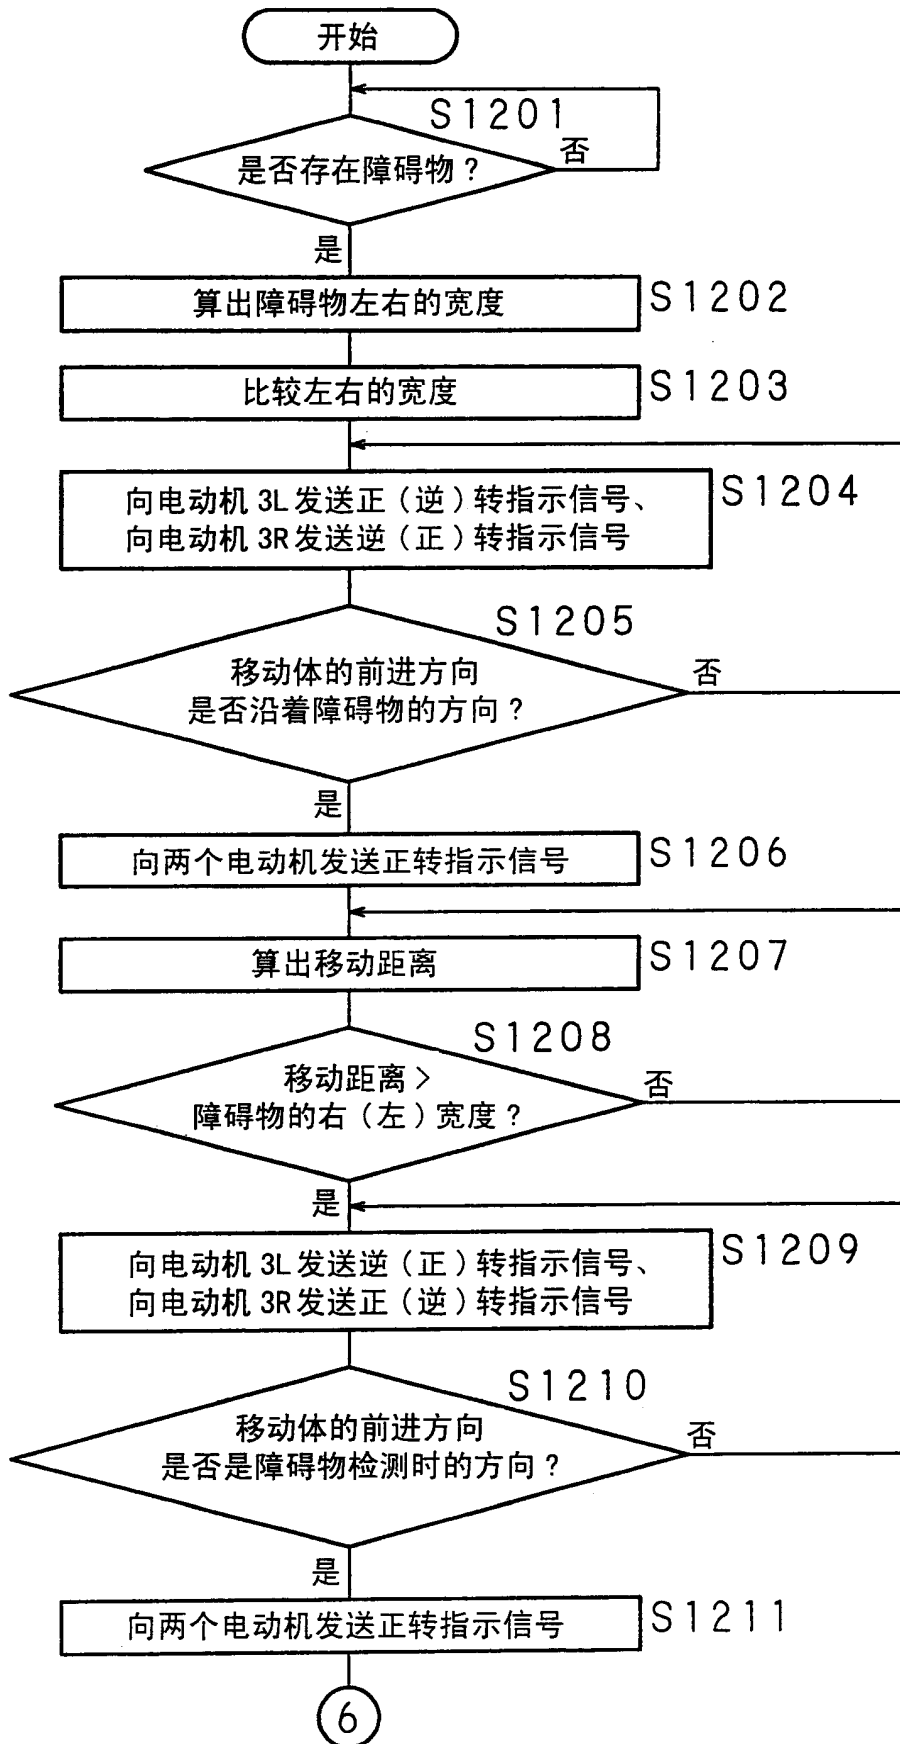 开始
S1201
是否存在障碍物？
否
是
算出障碍物左右的宽度
S1202
比较左右的宽度
S1203
向电动机3L发送正（逆）转指示信号、
向电动机3R发送逆（正）转指示信号
S1204
S1205
移动体的前进方向
是否沿着障碍物的方向？
否
是
向两个电动机发送正转指示信号
S1206
算出移动距离
S1207
S1208
移动距离>
障碍物的右（左）宽度？
否
是
向电动机3L发送逆（正）转指示信号、
向电动机3R发送正（逆）转指示信号
S1209
S1210
移动体的前进方向
是否是障碍物检测时的方向？
否
是
向两个电动机发送正转指示信号
S1211
6